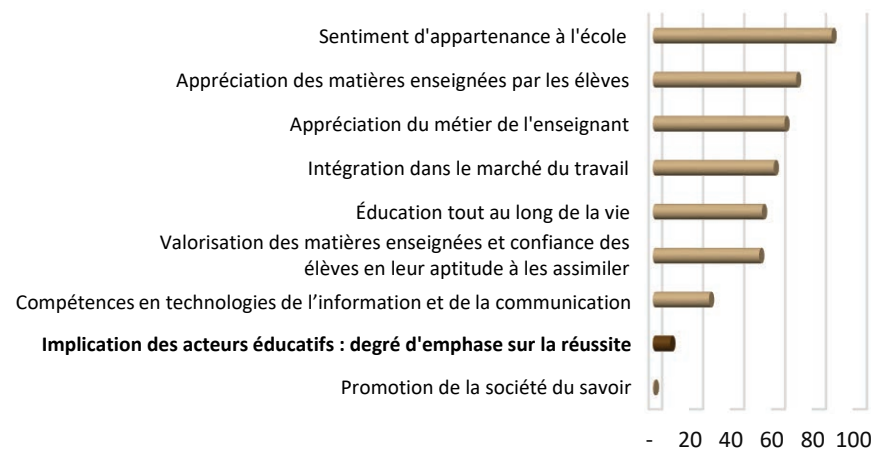 Sentiment d'appartenance à l'école
Appréciation des matières enseignées par les élèves
Appréciation du métier de l'enseignant
Intégration dans le marché du travail
Éducation tout au long de la vie
Valorisation des matières enseignées et confiance des
élèves en leur aptitude à les assimiler
Compétences en technologies de l’information et de la communication
Implication des acteurs éducatifs : degré d'emphase sur la réussite
Promotion de la société du savoir
- 20 40 60 80 100